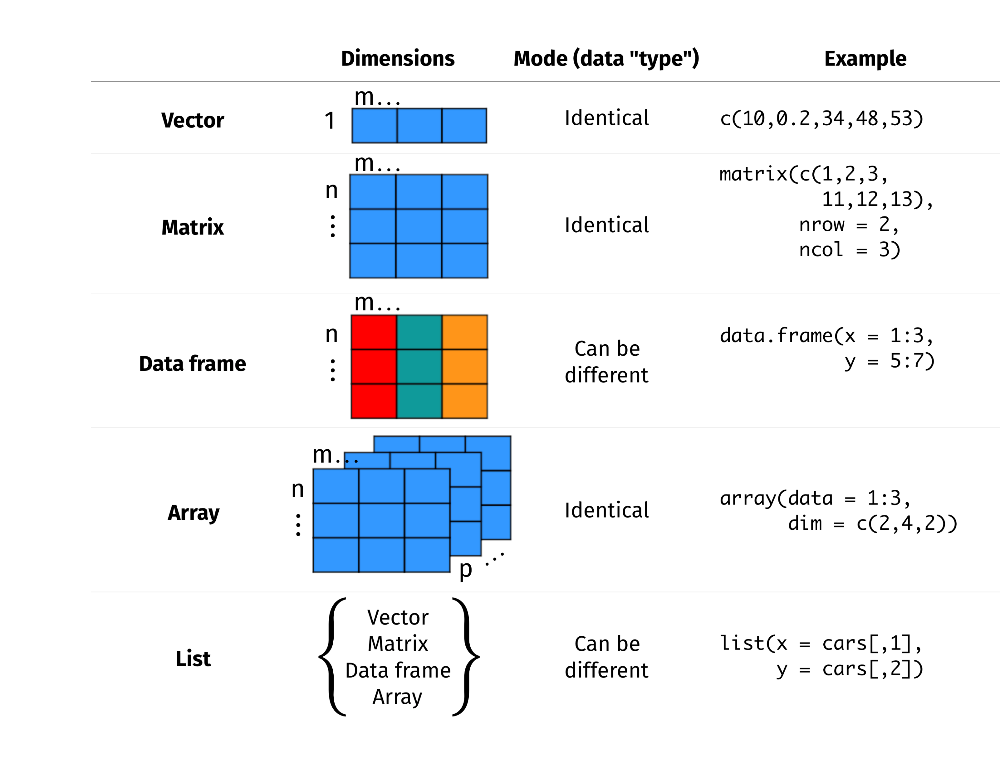 Dimensions Mode (data "type") Example
m...
Vector 1 Identical c(10,0.2,34,48,53)
m...
n
Matrix
⋮
Identical
matrix(c(1,2,3,
11,12,13),
nrow = 2,
ncol = 3)
m...
n
Data frame
⋮
Can be
different
data.frame(x = 1:3,
y = 5:7)
m...
n
Array
⋮
p ...
Identical
array(data = 1:3,
dim = c(2,4,2))
List
{
Vector
Matrix
Data frame
Array
}
Can be
different
list(x = cars[,1],
y = cars[,2])